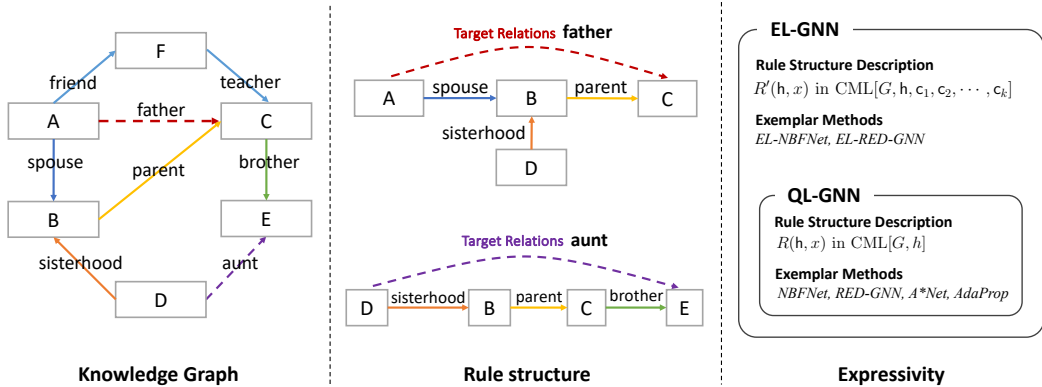 F
friend
teacher
A
father
C
spouse
parent
brother
B
E
sisterhood
aunt
D
Knowledge Graph
Target Relations father
A
spouse
B
parent
C
sisterhood
D
Target Relations aunt
D
sisterhood
B
parent
C
brother
E
Rule structure
EL-GNN
Rule Structure Description
R′(h, x) in CML[G, h, c₁, c₂, ⋯ , cₖ]
Exemplar Methods
EL-NBFNet, EL-RED-GNN
QL-GNN
Rule Structure Description
R(h, x) in CML[G, h]
Exemplar Methods
NBFNet, RED-GNN, A*Net, AdaProp
Expressivity